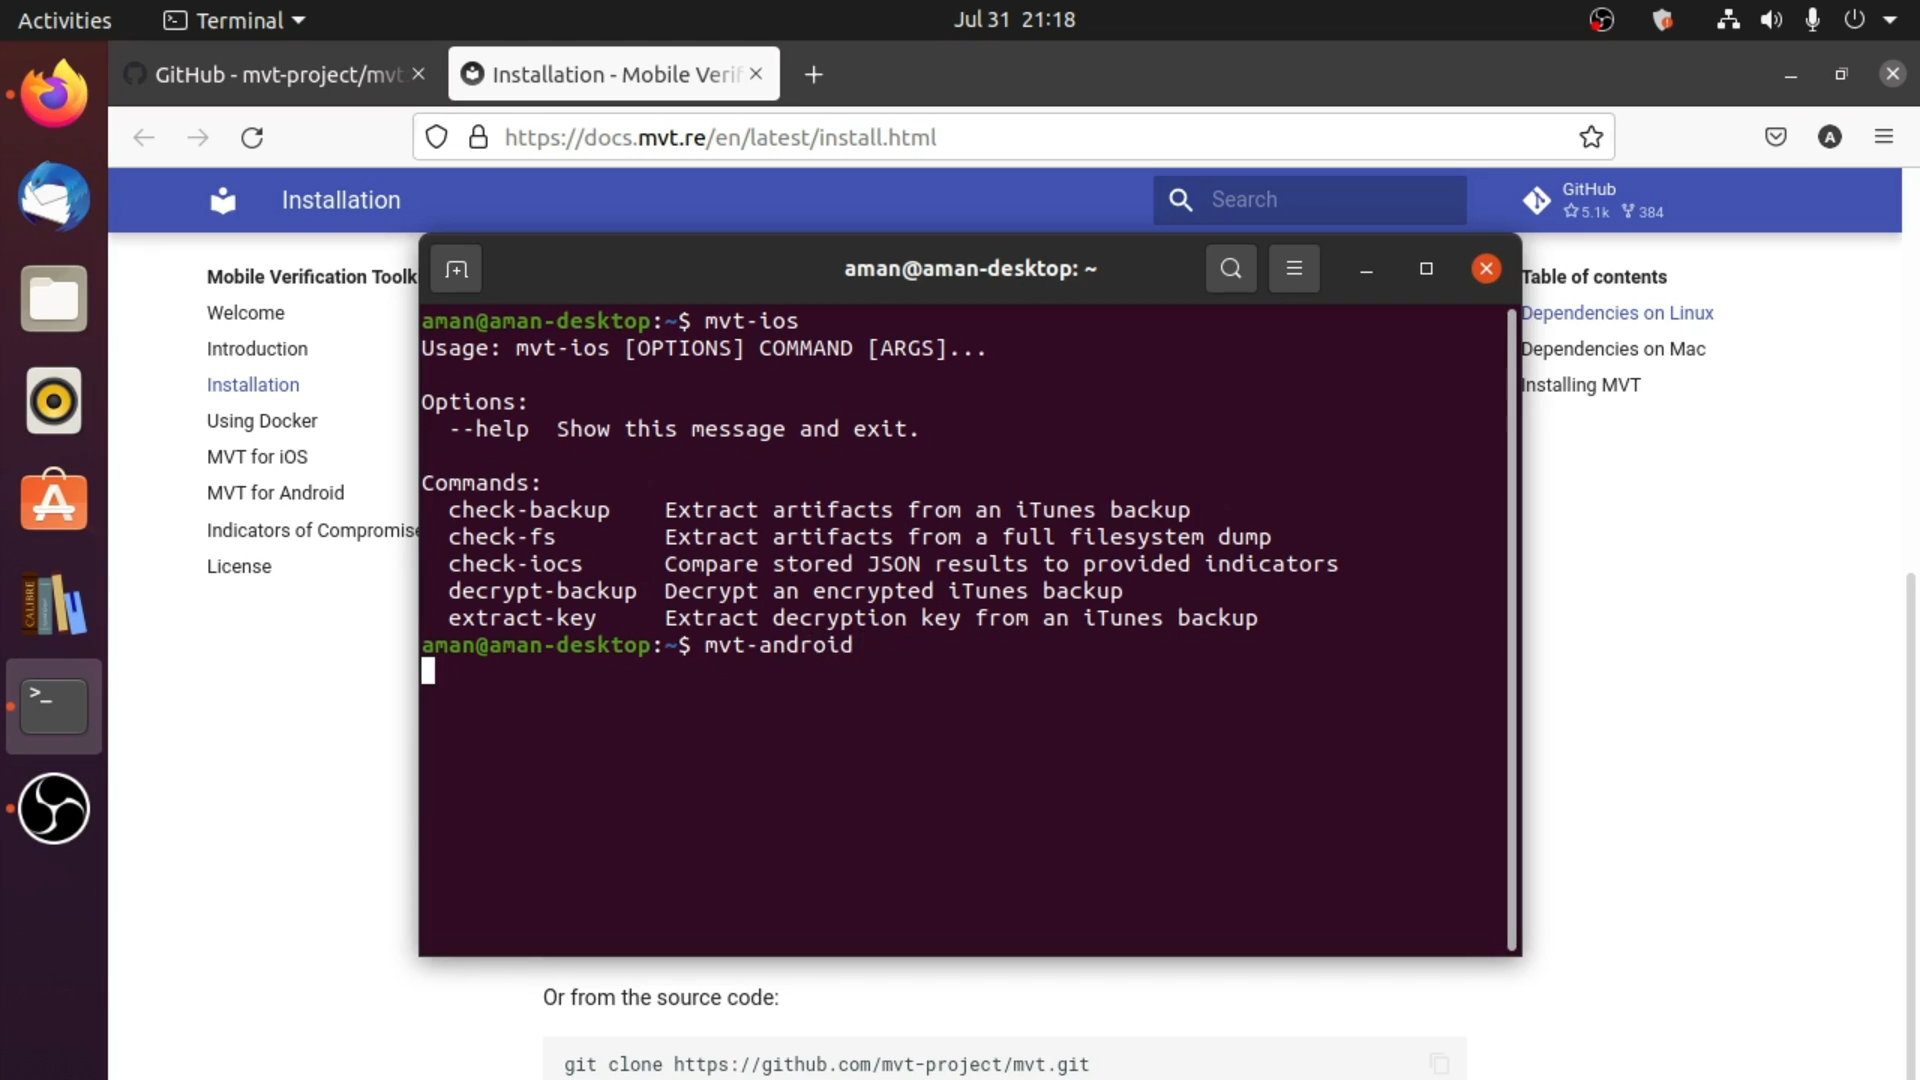 Activities
Terminal
Jul 31 21:18
GitHub - mvt-project/mvt
Installation - Mobile Verif
https://docs.mvt.re/en/latest/install.html
A
Installation
Search
GitHub
5.1k 384
Mobile Verification Toolk
Welcome
Introduction
Installation
Using Docker
MVT for iOS
MVT for Android
Indicators of Compromise
License
aman@aman-desktop: ~
aman@aman-desktop:~$ mvt-ios
Usage: mvt-ios [OPTIONS] COMMAND [ARGS]...
Options:
--help Show this message and exit.
Commands:
check-backup Extract artifacts from an iTunes backup
check-fs Extract artifacts from a full filesystem dump
check-iocs Compare stored JSON results to provided indicators
decrypt-backup Decrypt an encrypted iTunes backup
extract-key Extract decryption key from an iTunes backup
aman@aman-desktop:~$ mvt-android
Table of contents
Dependencies on Linux
Dependencies on Mac
Installing MVT
CALIBRE
>_
Or from the source code:
git clone https://github.com/mvt-project/mvt.git